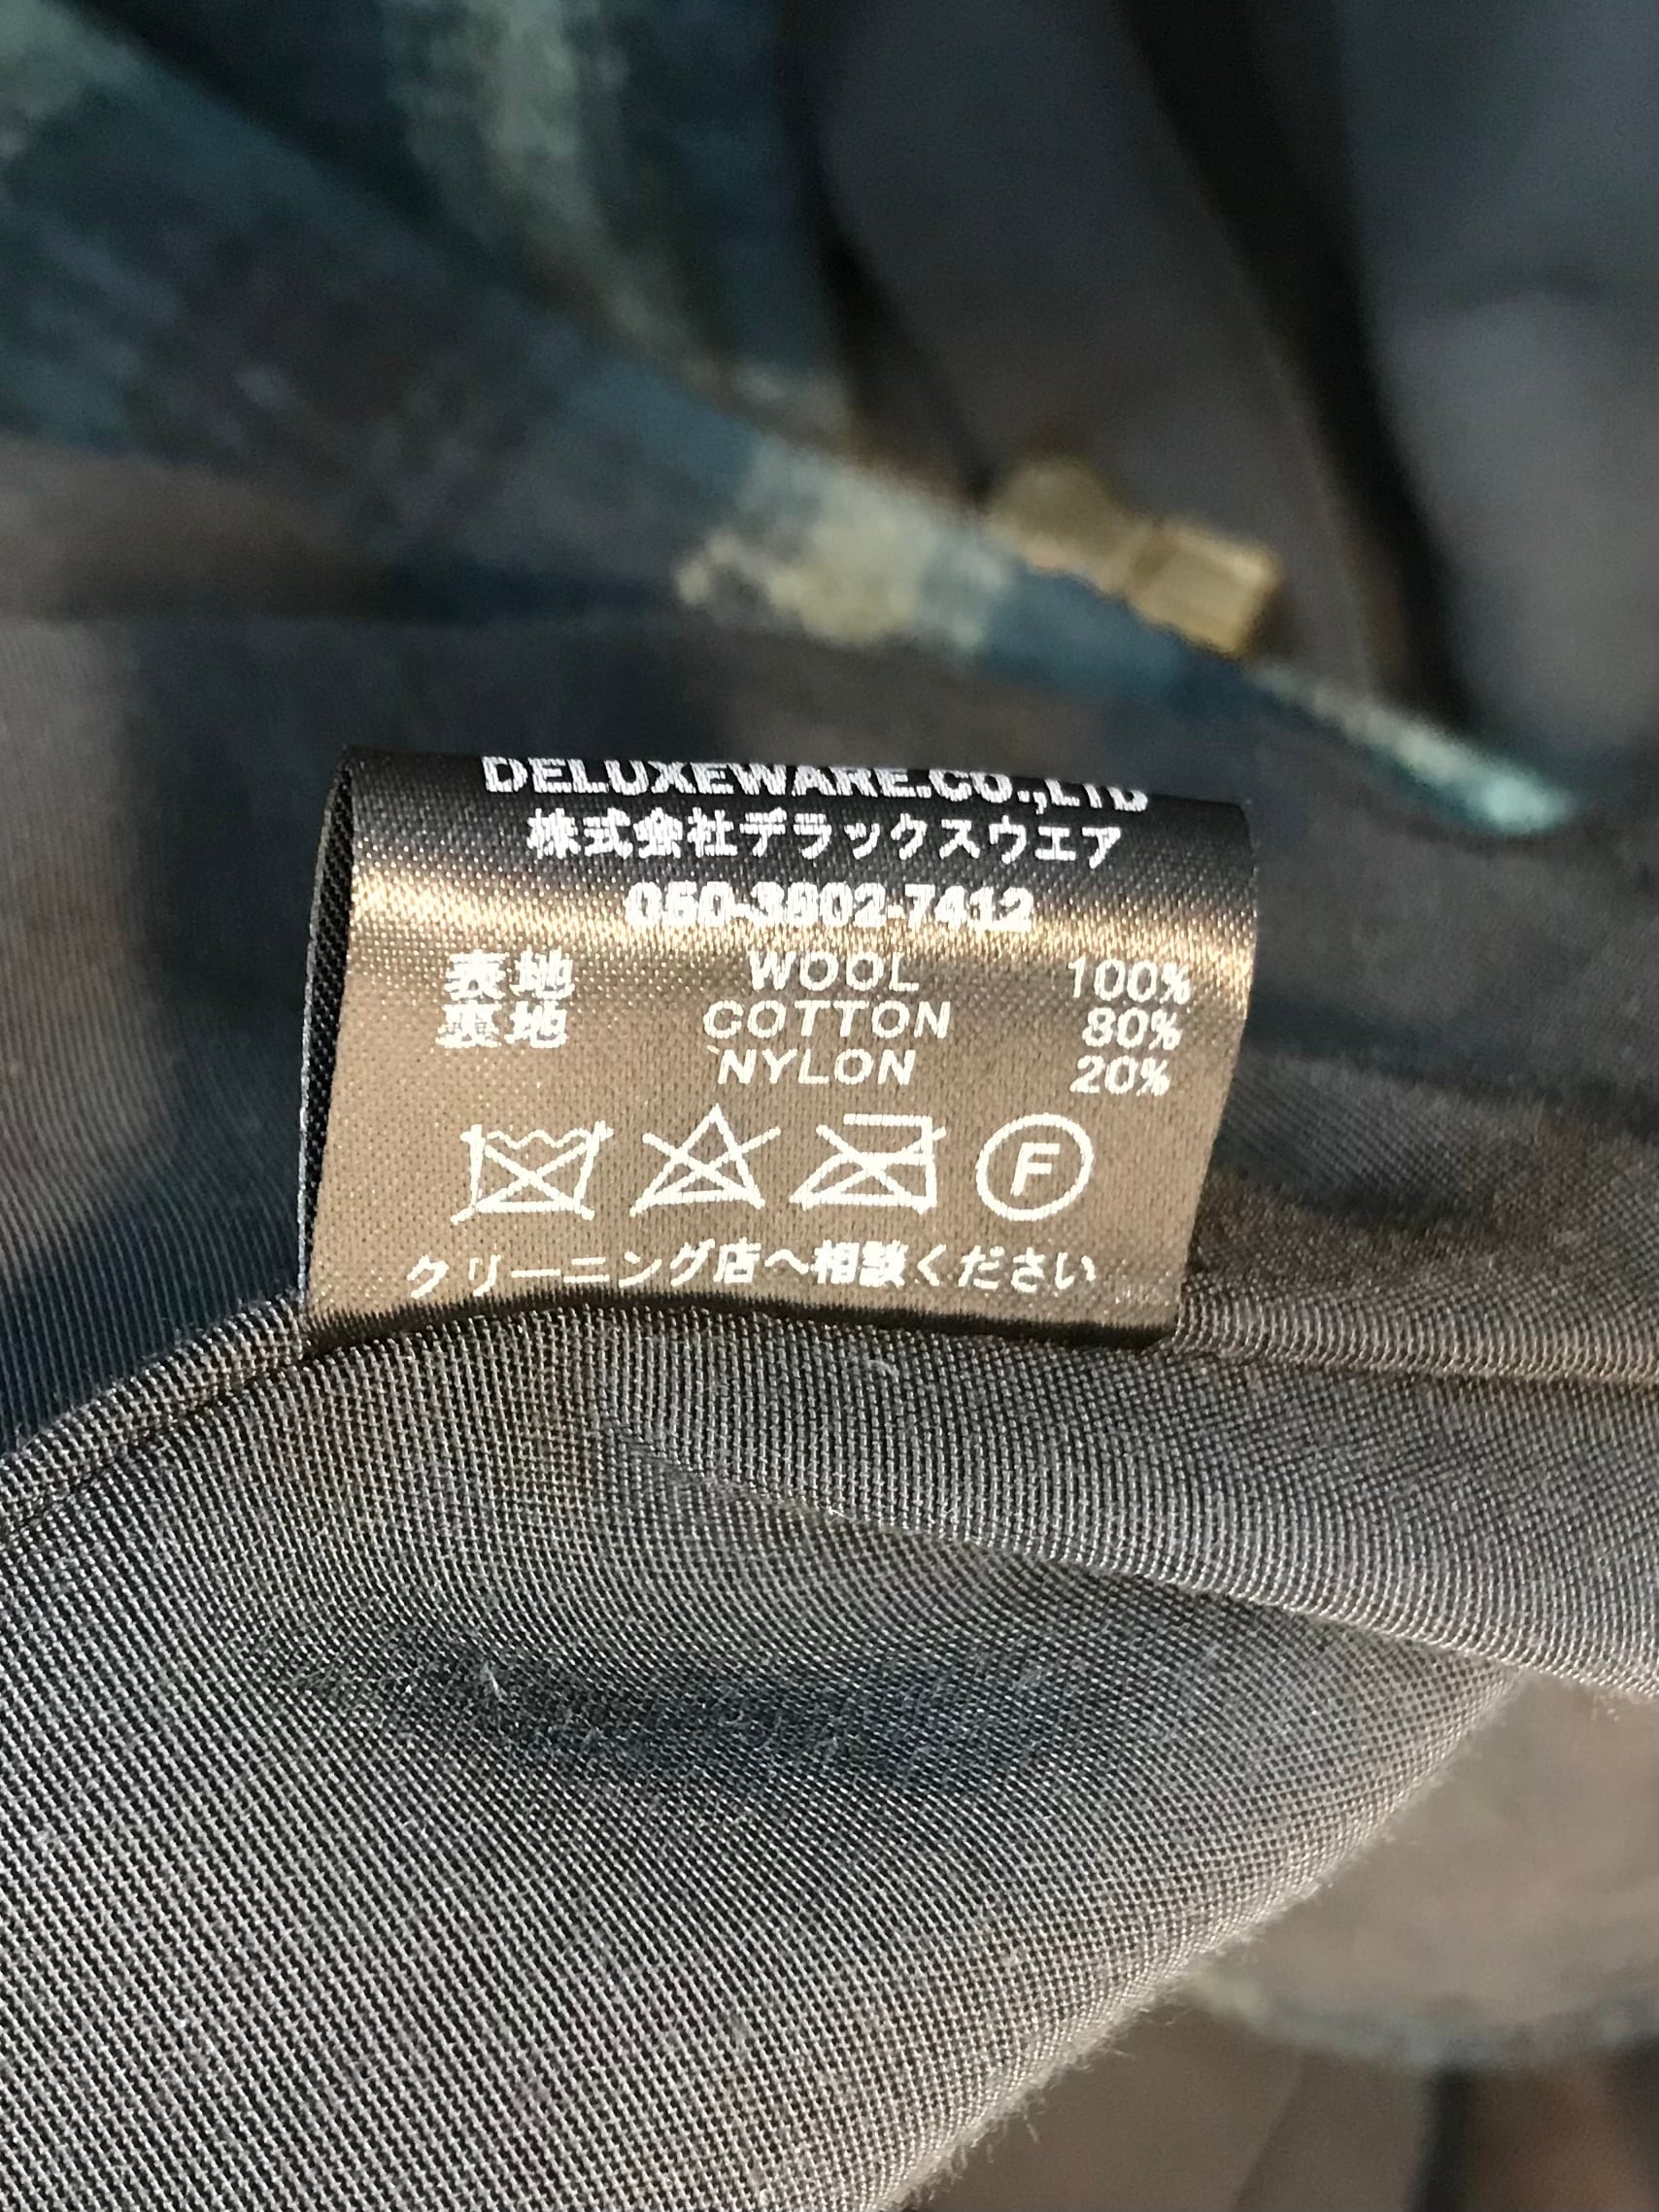 DELUXEWARE.CO.,LTD
株式会社デラックスウエア
050-3802-7412
表地 WOOL 100%
裏地 COTTON 80%
NYLON 20%
F
クリーニング店へ相談ください